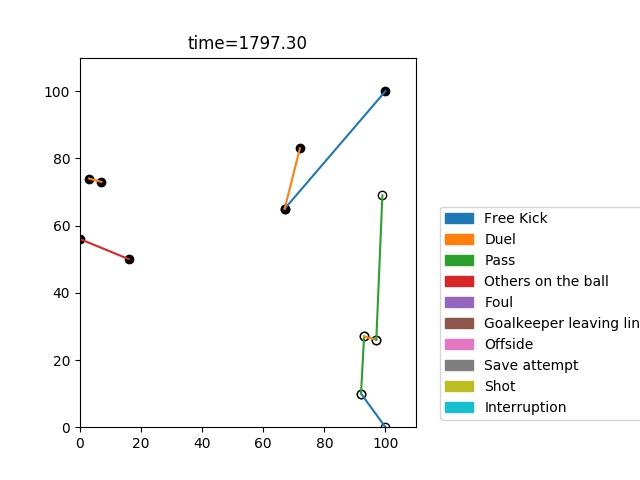 time=1797.30
100
80
60
40
20
0
0 20 40 60 80 100
Free Kick
Duel
Pass
Others on the ball
Foul
Goalkeeper leaving lin
Offside
Save attempt
Shot
Interruption